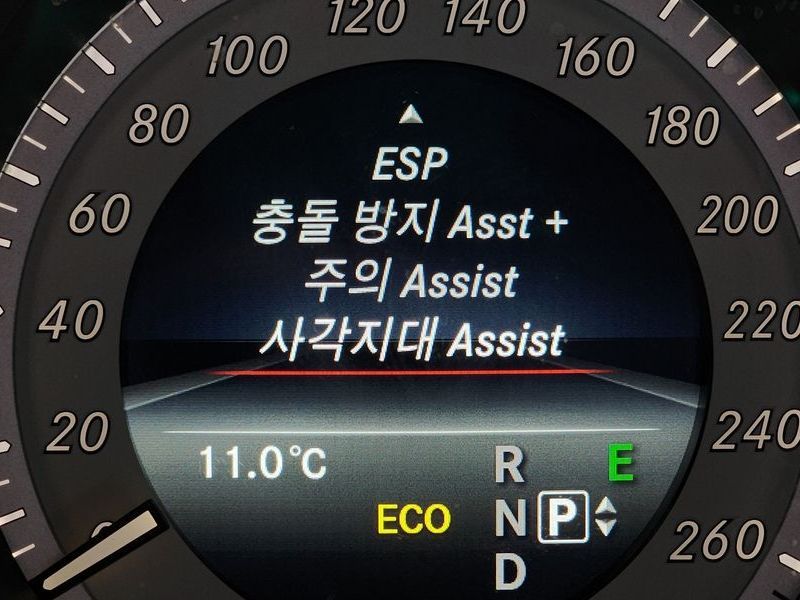 120 140
100 160
80 180
60 200
40 220
20 240
260
▲
ESP
충돌 방지 Asst +
주의 Assist
사각지대 Assist
11.0°C
R E
ECO N P
D